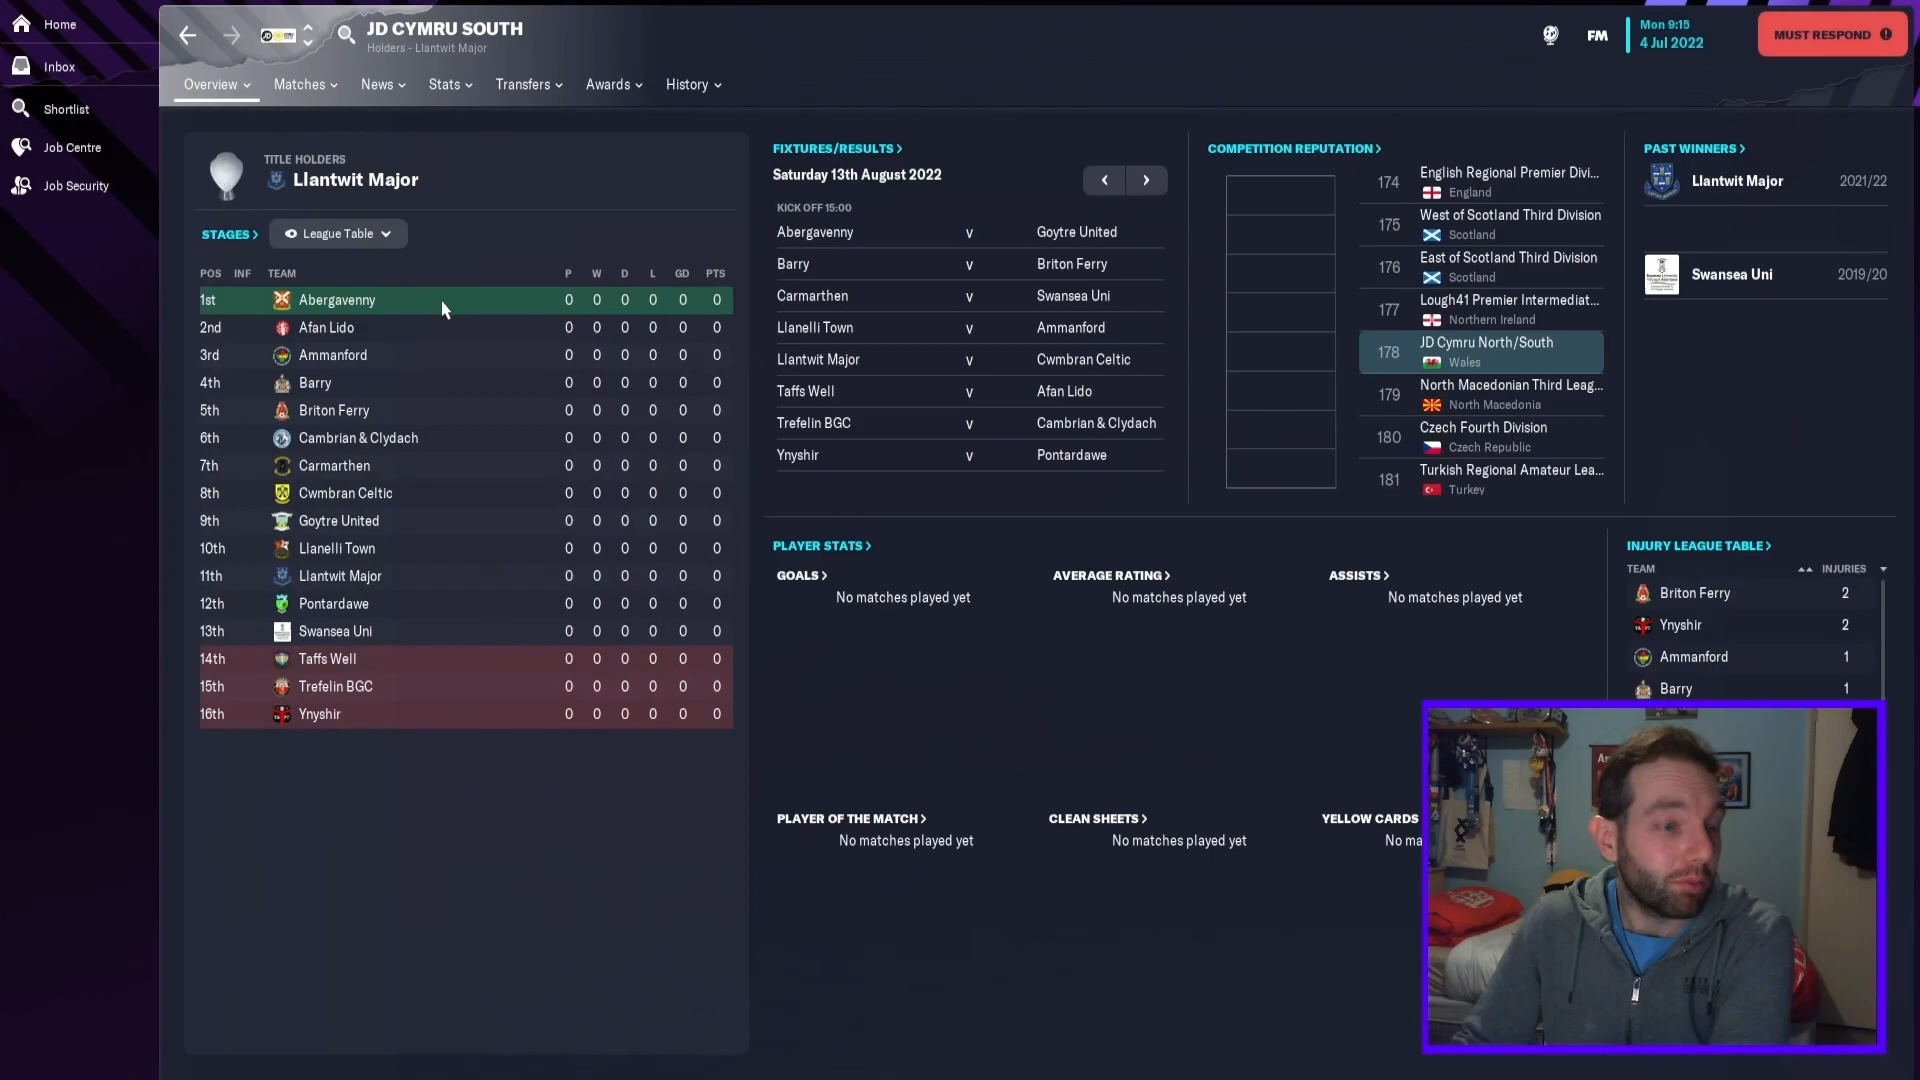 Home
Inbox
Shortlist
Job Centre
Job Security
JD CYMRU SOUTH
Holders - Llantwit Major
FM
Mon 9:15
4 Jul 2022
MUST RESPOND
Overview
Matches
News
Stats
Transfers
Awards
History
TITLE HOLDERS
Llantwit Major
STAGES
League Table
POS INF TEAM P W D L GD PTS
1st Abergavenny 0 0 0 0 0 0
2nd Afan Lido 0 0 0 0 0 0
3rd Ammanford 0 0 0 0 0 0
4th Barry 0 0 0 0 0 0
5th Briton Ferry 0 0 0 0 0 0
6th Cambrian & Clydach 0 0 0 0 0 0
7th Carmarthen 0 0 0 0 0 0
8th Cwmbran Celtic 0 0 0 0 0 0
9th Goytre United 0 0 0 0 0 0
10th Llanelli Town 0 0 0 0 0 0
11th Llantwit Major 0 0 0 0 0 0
12th Pontardawe 0 0 0 0 0 0
13th Swansea Uni 0 0 0 0 0 0
14th Taffs Well 0 0 0 0 0 0
15th Trefelin BGC 0 0 0 0 0 0
16th Ynyshir 0 0 0 0 0 0
FIXTURES/RESULTS
Saturday 13th August 2022
KICK OFF 15:00
Abergavenny v Goytre United
Barry v Briton Ferry
Carmarthen v Swansea Uni
Llanelli Town v Ammanford
Llantwit Major v Cwmbran Celtic
Taffs Well v Afan Lido
Trefelin BGC v Cambrian & Clydach
Ynyshir v Pontardawe
COMPETITION REPUTATION
174 English Regional Premier Divi...
England
175 West of Scotland Third Division
Scotland
176 East of Scotland Third Division
Scotland
177 Lough41 Premier Intermediat...
Northern Ireland
178 JD Cymru North/South
Wales
179 North Macedonian Third Leag...
North Macedonia
180 Czech Fourth Division
Czech Republic
181 Turkish Regional Amateur Lea...
Turkey
PAST WINNERS
Llantwit Major 2021/22
Swansea Uni 2019/20
PLAYER STATS
GOALS
No matches played yet
AVERAGE RATING
No matches played yet
ASSISTS
No matches played yet
PLAYER OF THE MATCH
No matches played yet
CLEAN SHEETS
No matches played yet
YELLOW CARDS
No ma
INJURY LEAGUE TABLE
TEAM INJURIES
Briton Ferry 2
Ynyshir 2
Ammanford 1
Barry 1